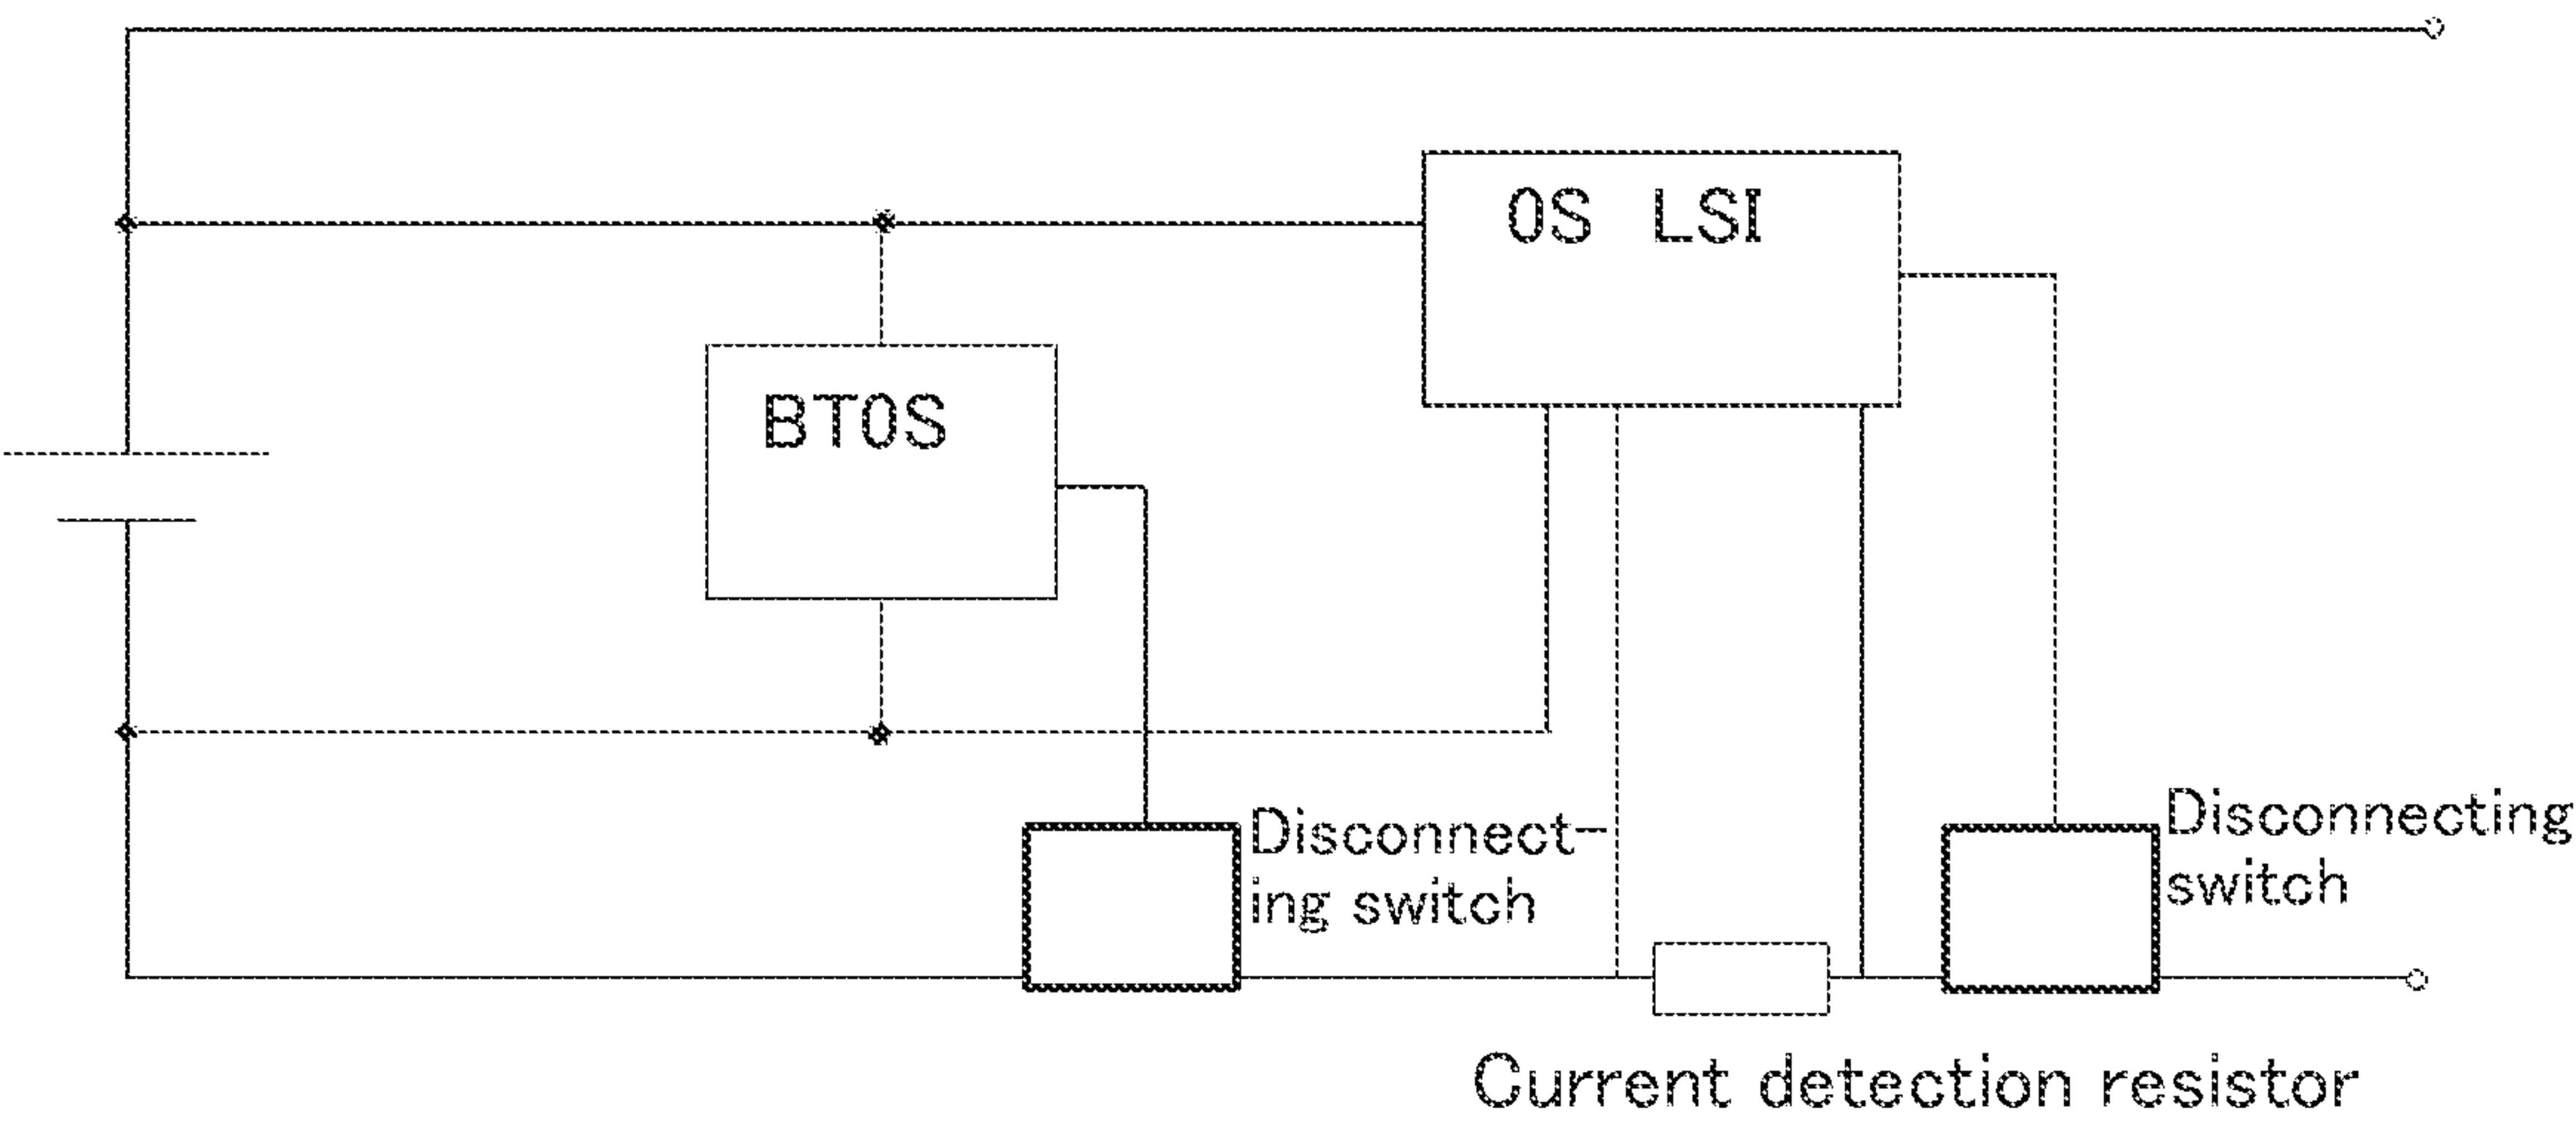 OS LSI
BTOS
Disconnect-
ing switch
Disconnecting
switch
Current detection resistor